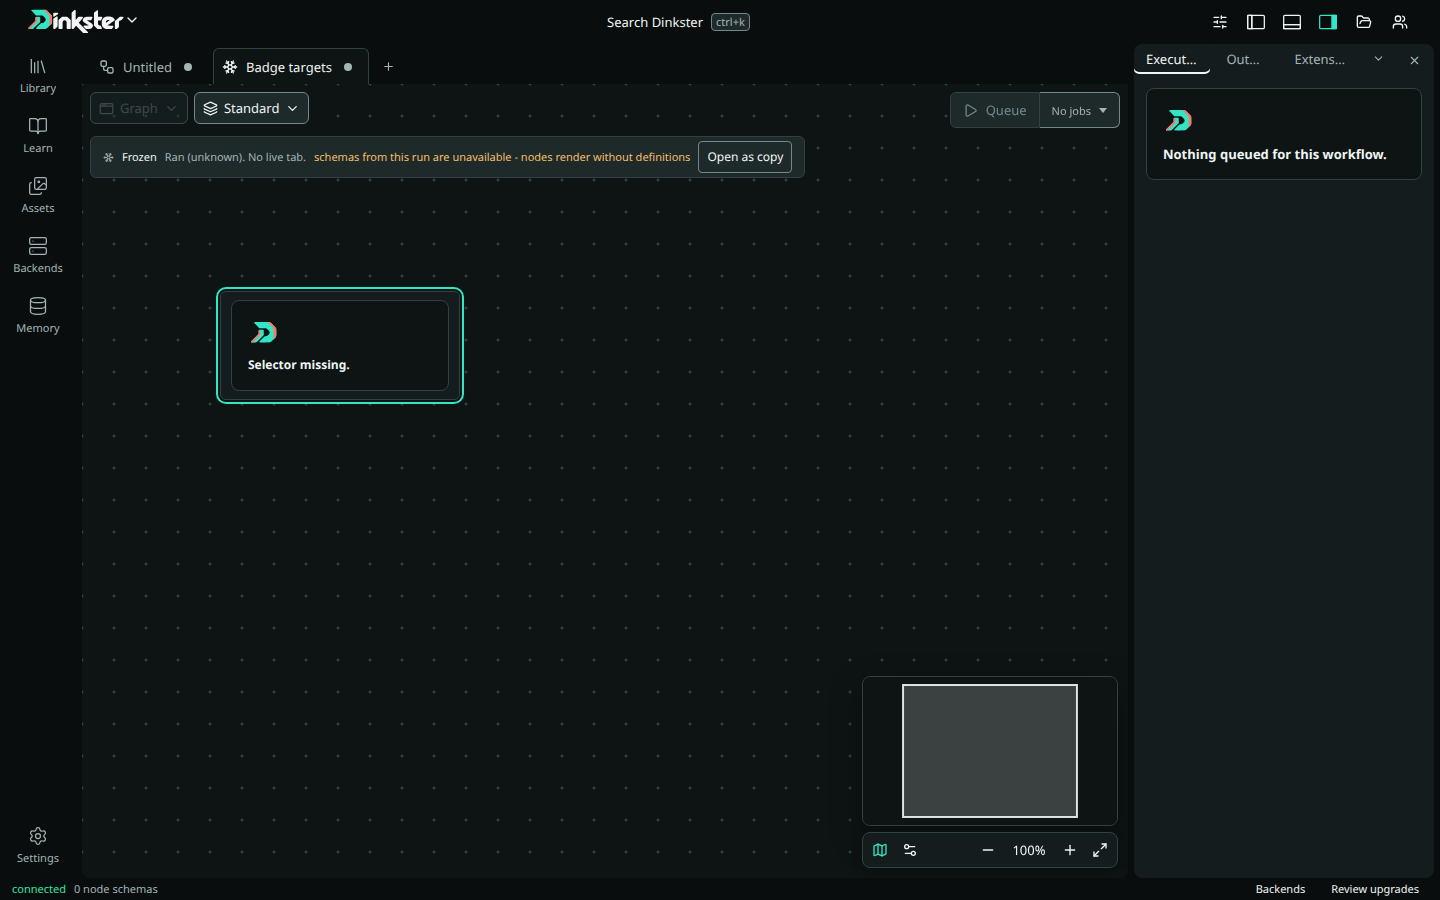 Dinkster
Search Dinkster ctrl+k
Library
Learn
Assets
Backends
Memory
Settings
Untitled
Badge targets
Graph
Standard
Queue
No jobs
Frozen Ran (unknown). No live tab. schemas from this run are unavailable - nodes render without definitions Open as copy
Selector missing.
100%
Execut...
Out...
Extens...
Nothing queued for this workflow.
connected 0 node schemas
Backends
Review upgrades